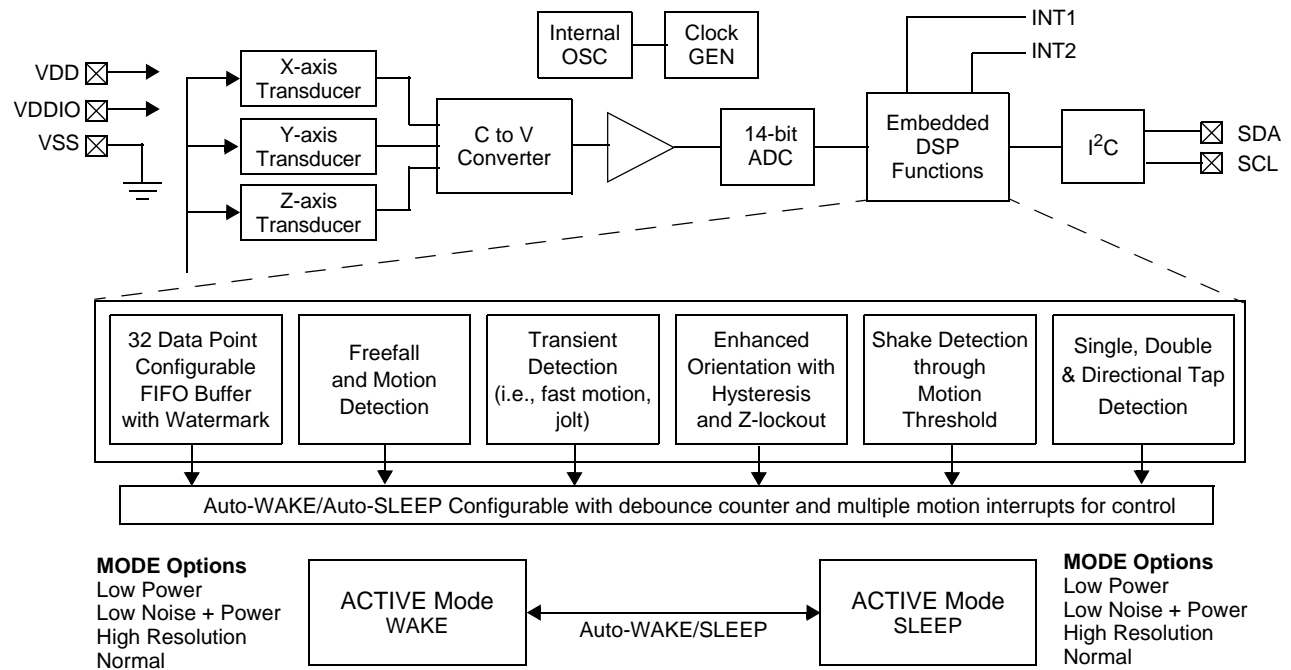 INT1
Internal
OSC
Clock
GEN
INT2
VDD
X-axis
Transducer
VDDIO
VSS
Y-axis
Transducer
C to V
Converter
14-bit
ADC
Embedded
DSP
Functions
I²C
SDA
SCL
Z-axis
Transducer
32 Data Point
Configurable
FIFO Buffer
with Watermark
Freefall
and Motion
Detection
Transient
Detection
(i.e., fast motion,
jolt)
Enhanced
Orientation with
Hysteresis
and Z-lockout
Shake Detection
through
Motion
Threshold
Single, Double
& Directional Tap
Detection
Auto-WAKE/Auto-SLEEP Configurable with debounce counter and multiple motion interrupts for control
MODE Options
Low Power
Low Noise + Power
High Resolution
Normal
ACTIVE Mode
WAKE
Auto-WAKE/SLEEP
ACTIVE Mode
SLEEP
MODE Options
Low Power
Low Noise + Power
High Resolution
Normal